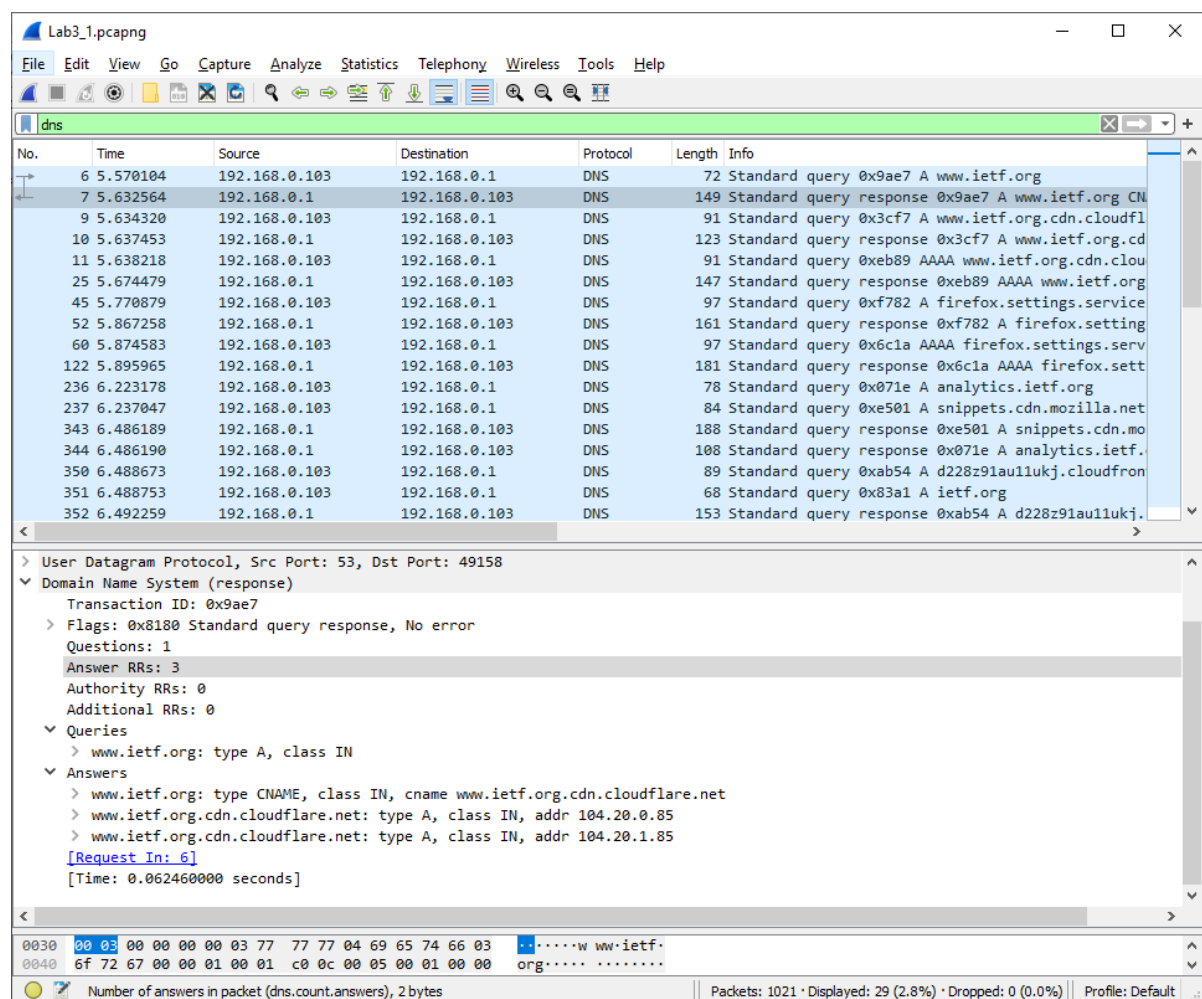 Lab3_1.pcapng
File Edit View Go Capture Analyze Statistics Telephony Wireless Tools Help
dns
No. Time Source Destination Protocol Length Info
6 5.570104 192.168.0.103 192.168.0.1 DNS 72 Standard query 0x9ae7 A www.ietf.org
7 5.632564 192.168.0.1 192.168.0.103 DNS 149 Standard query response 0x9ae7 A www.ietf.org CN
9 5.634320 192.168.0.103 192.168.0.1 DNS 91 Standard query 0x3cf7 A www.ietf.org.cdn.cloudfl
10 5.637453 192.168.0.1 192.168.0.103 DNS 123 Standard query response 0x3cf7 A www.ietf.org.cd
11 5.638218 192.168.0.103 192.168.0.1 DNS 91 Standard query 0xeb89 AAAA www.ietf.org.cdn.clou
25 5.674479 192.168.0.1 192.168.0.103 DNS 147 Standard query response 0xeb89 AAAA www.ietf.org
45 5.770879 192.168.0.103 192.168.0.1 DNS 97 Standard query 0xf782 A firefox.settings.service
52 5.867258 192.168.0.1 192.168.0.103 DNS 161 Standard query response 0xf782 A firefox.setting
60 5.874583 192.168.0.103 192.168.0.1 DNS 97 Standard query 0x6c1a AAAA firefox.settings.serv
122 5.895965 192.168.0.1 192.168.0.103 DNS 181 Standard query response 0x6c1a AAAA firefox.sett
236 6.223178 192.168.0.103 192.168.0.1 DNS 78 Standard query 0x071e A analytics.ietf.org
237 6.237047 192.168.0.103 192.168.0.1 DNS 84 Standard query 0xe501 A snippets.cdn.mozilla.net
343 6.486189 192.168.0.1 192.168.0.103 DNS 188 Standard query response 0xe501 A snippets.cdn.mo
344 6.486190 192.168.0.1 192.168.0.103 DNS 108 Standard query response 0x071e A analytics.ietf.
350 6.488673 192.168.0.103 192.168.0.1 DNS 89 Standard query 0xab54 A d228z91au11ukj.cloudfron
351 6.488753 192.168.0.103 192.168.0.1 DNS 68 Standard query 0x83a1 A ietf.org
352 6.492259 192.168.0.1 192.168.0.103 DNS 153 Standard query response 0xab54 A d228z91au11ukj.
User Datagram Protocol, Src Port: 53, Dst Port: 49158
Domain Name System (response)
Transaction ID: 0x9ae7
Flags: 0x8180 Standard query response, No error
Questions: 1
Answer RRs: 3
Authority RRs: 0
Additional RRs: 0
Queries
www.ietf.org: type A, class IN
Answers
www.ietf.org: type CNAME, class IN, cname www.ietf.org.cdn.cloudflare.net
www.ietf.org.cdn.cloudflare.net: type A, class IN, addr 104.20.0.85
www.ietf.org.cdn.cloudflare.net: type A, class IN, addr 104.20.1.85
[Request In: 6]
[Time: 0.062460000 seconds]
0030 00 03 00 00 00 00 03 77 77 77 04 69 65 74 66 03 ·······w ww·ietf·
0040 6f 72 67 00 00 01 00 01 c0 0c 00 05 00 01 00 00 org····· ········
Number of answers in packet (dns.count.answers), 2 bytes Packets: 1021 · Displayed: 29 (2.8%) · Dropped: 0 (0.0%) Profile: Default